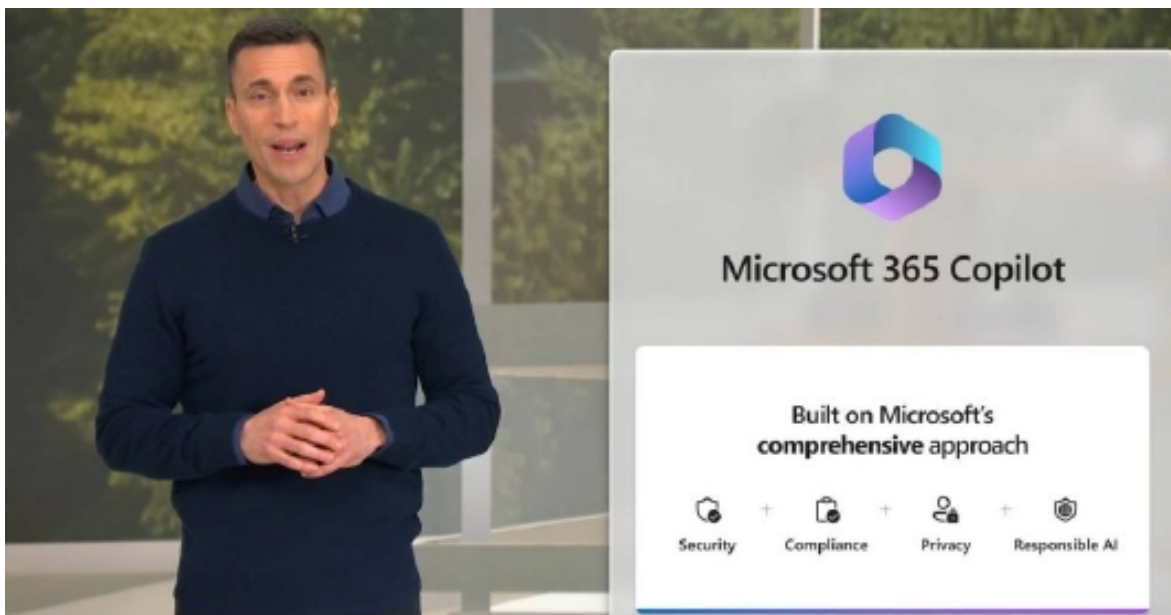 Microsoft 365 Copilot
Built on Microsoft's
comprehensive approach
Security + Compliance + Privacy + Responsible AI